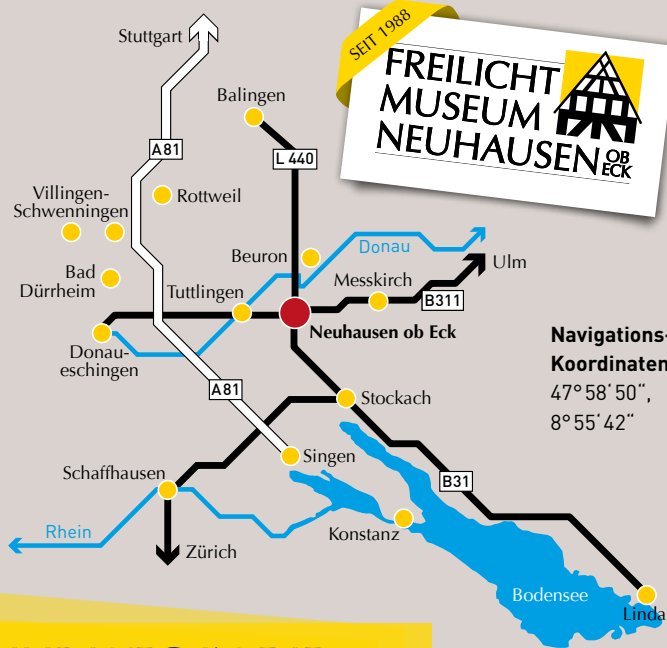 SEIT 1988
FREILICHT
MUSEUM
NEUHAUSEN OB ECK
Stuttgart
Balingen
A81
L 440
Villingen-
Schwenningen
Rottweil
Beuron
Donau
Ulm
Bad
Dürrheim
Tuttlingen
Messkirch
B311
Neuhausen ob Eck
Donau-
eschingen
Navigations-
Koordinaten
47°58‘50“,
8°55‘42“
A81
Stockach
Singen
Schaffhausen
B31
Rhein
Zürich
Konstanz
Bodensee
Linda